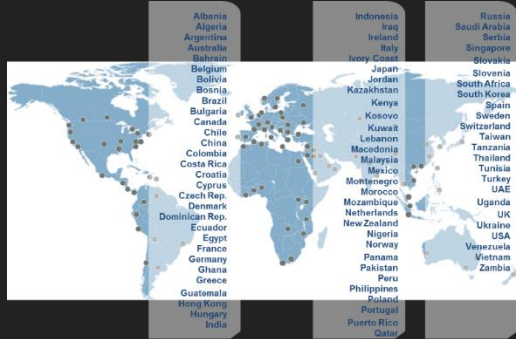 Albania
Algeria
Argentina
Australia
Bahrain
Belgium
Bolivia
Bosnia
Brazil
Bulgaria
Canada
Chile
China
Colombia
Costa Rica
Croatia
Cyprus
Czech Rep.
Denmark
Dominican Rep.
Ecuador
Egypt
France
Germany
Ghana
Greece
Guatemala
Hong Kong
Hungary
India
Indonesia
Iraq
Ireland
Italy
Ivory Coast
Japan
Jordan
Kazakhstan
Kenya
Kosovo
Kuwait
Lebanon
Macedonia
Malaysia
Mexico
Montenegro
Morocco
Mozambique
Netherlands
New Zealand
Nigeria
Norway
Panama
Pakistan
Peru
Philippines
Poland
Portugal
Puerto Rico
Qatar
Russia
Saudi Arabia
Serbia
Singapore
Slovakia
Slovenia
South Africa
South Korea
Spain
Sweden
Switzerland
Taiwan
Tanzania
Thailand
Tunisia
Turkey
UAE
Uganda
UK
Ukraine
USA
Venezuela
Vietnam
Zambia